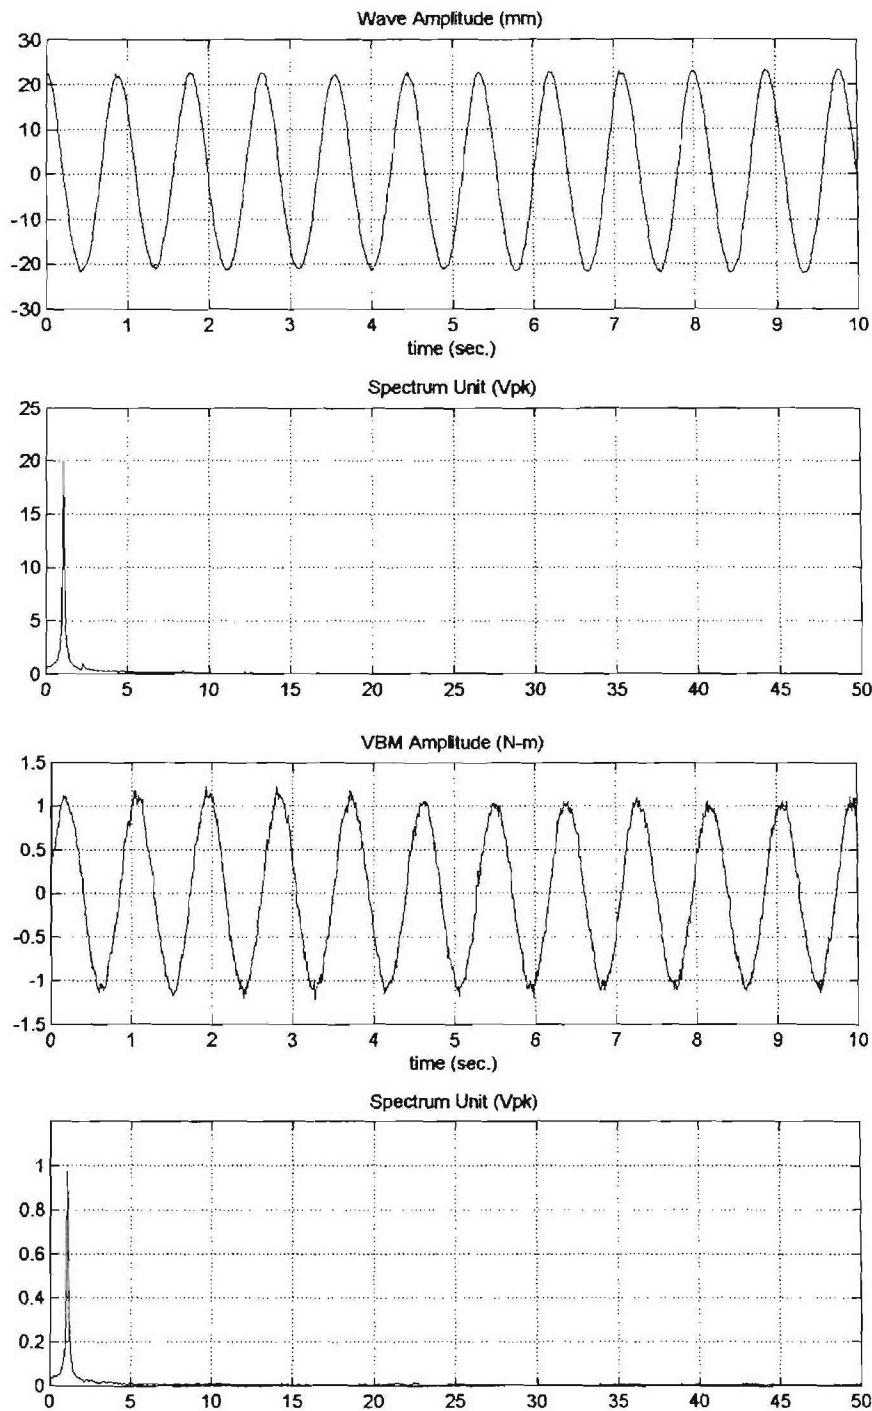 Wave Amplitude (mm)
30
20
10
0
-10
-20
-30
0 1 2 3 4 5 6 7 8 9 10
time (sec.)
Spectrum Unit (Vpk)
25
20
15
10
5
0
0 5 10 15 20 25 30 35 40 45 50
VBM Amplitude (N-m)
1.5
1
0.5
0
-0.5
-1
-1.5
0 1 2 3 4 5 6 7 8 9 10
time (sec.)
Spectrum Unit (Vpk)
1
0.8
0.6
0.4
0.2
0
0 5 10 15 20 25 30 35 40 45 50